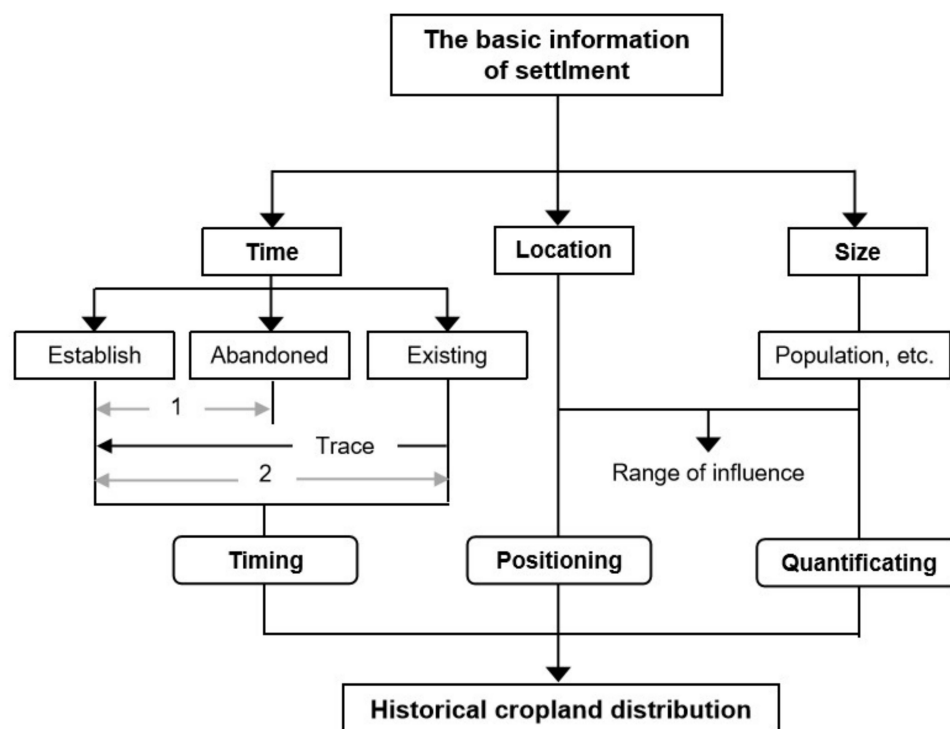 The basic information
of settlment
Time
Location
Size
Establish
Abandoned
Existing
Population, etc.
1
Trace
2
Range of influence
Timing
Positioning
Quantificating
Historical cropland distribution